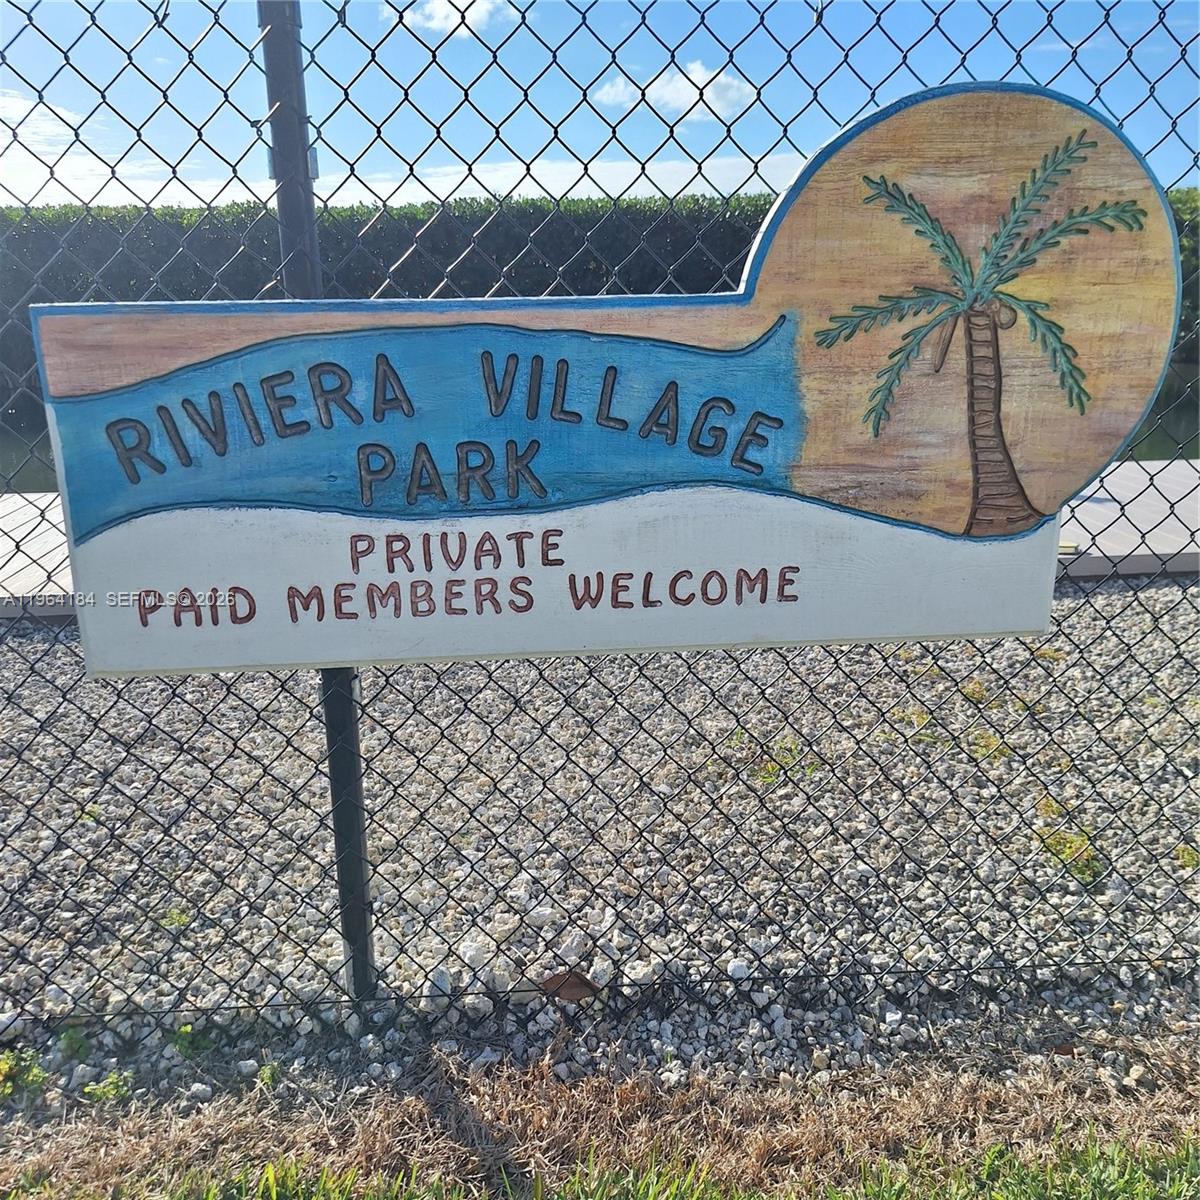 RIVIERA VILLAGE
PARK
PRIVATE
PAID MEMBERS WELCOME
A11964184 SEFMLS© 2026